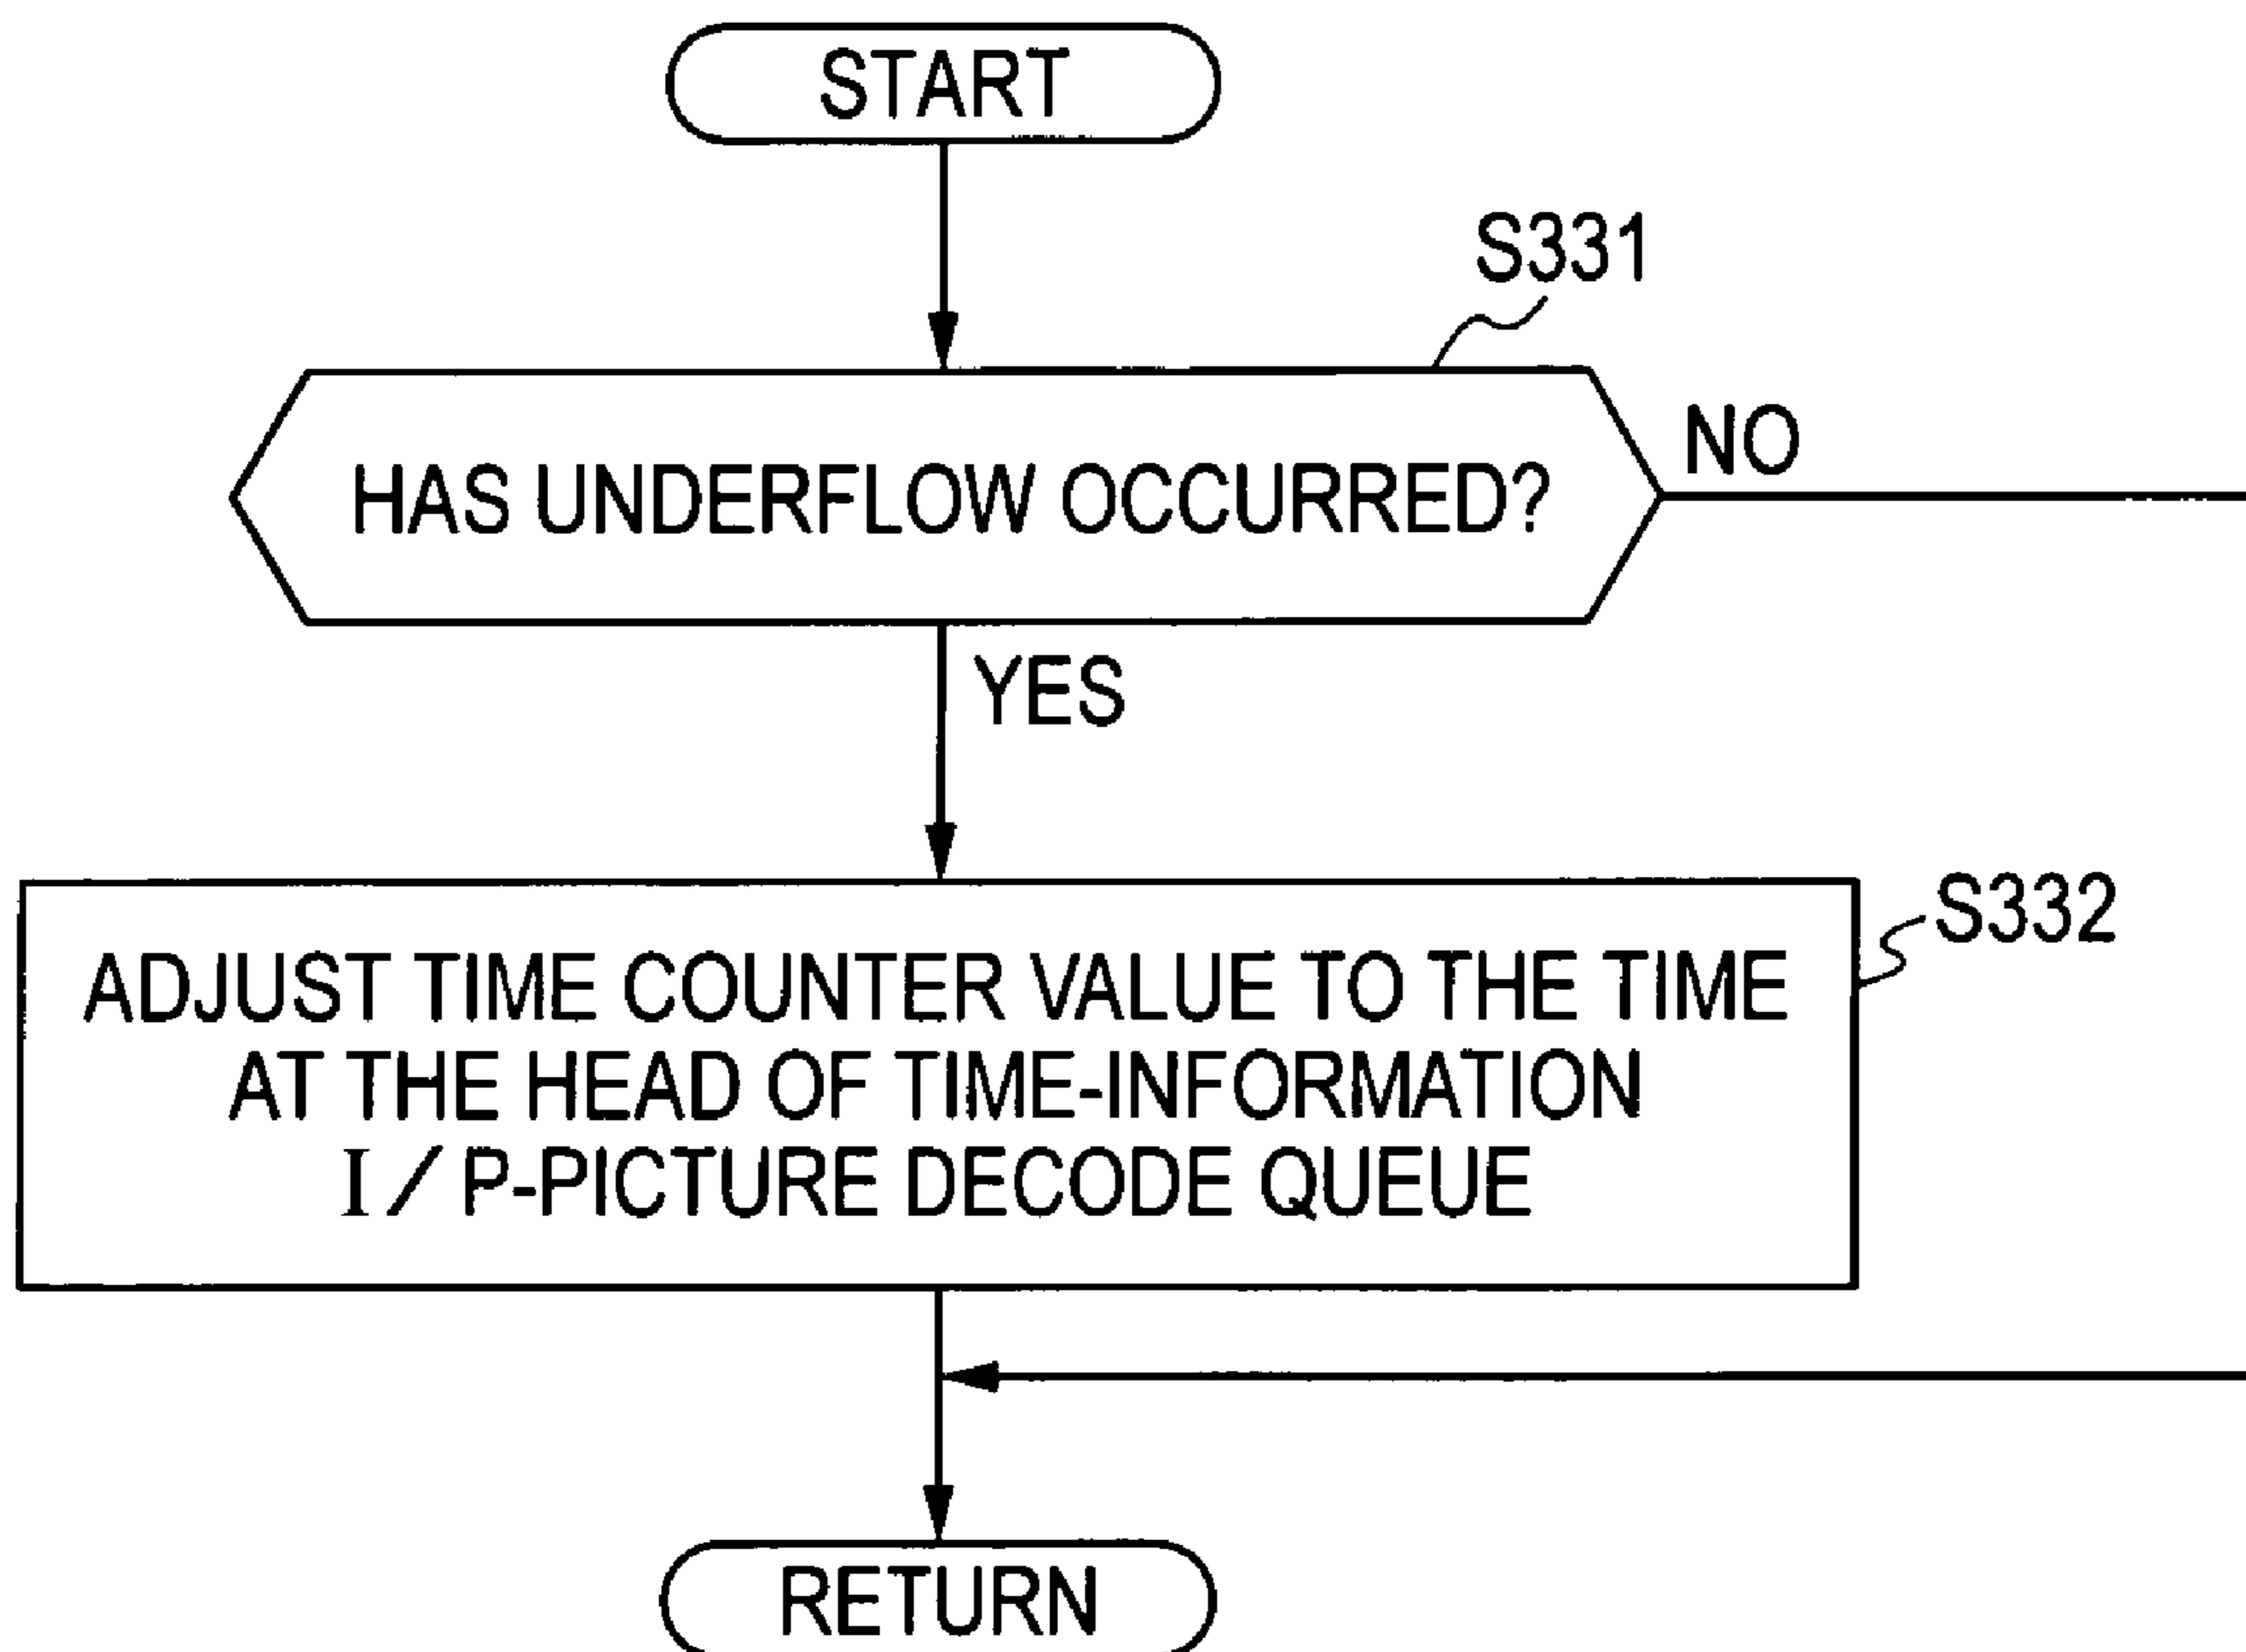 START
S331
HAS UNDERFLOW OCCURRED?
NO
YES
S332
ADJUST TIME COUNTER VALUE TO THE TIME
AT THE HEAD OF TIME-INFORMATION
I/P-PICTURE DECODE QUEUE
RETURN